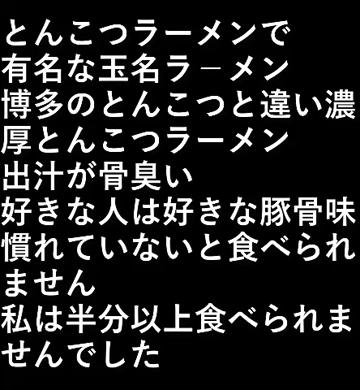 とんこつラーメンで
有名な玉名ラーメン
博多のとんこつと違い濃
厚とんこつラーメン
出汁が骨臭い
好きな人は好きな豚骨味
慣れていないと食べられ
ません
私は半分以上食べられま
せんでした